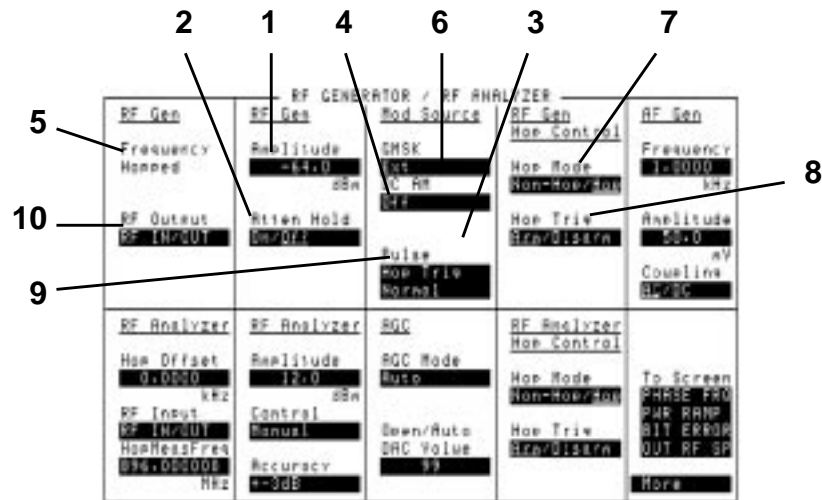 2 1 4 6 7
RF GENERATOR / RF ANALYZER
5
RF Gen
Frequency
Hopped
10
RF Output
RF IN/OUT
RF Gen
Amplitude
-64.0
dBm
Atten Hold
On/Off
Mod Source
GMSK
Ext
DC AM
Off
3
9
Pulse
Hop Trig
Normal
RF Gen
Hop Control
Hop Mode
Non-Hop/Hop
8
Hop Trig
Arm/Disarm
AF Gen
Frequency
1.0000
kHz
Amplitude
50.0
mV
Coupling
AC/DC
RF Analyzer
Hop Offset
0.0000
kHz
RF Input
RF IN/OUT
HopMeasFreq
896.000000
MHz
RF Analyzer
Amplitude
12.0
dBm
Control
Manual
Accuracy
+-3dB
AGC
AGC Mode
Auto
Open/Auto
DAC Value
99
RF Analyzer
Hop Control
Hop Mode
Non-Hop/Hop
Hop Trig
Arm/Disarm
To Screen
PHASE FRQ
PWR RAMP
BIT ERROR
OUT RF SP
More